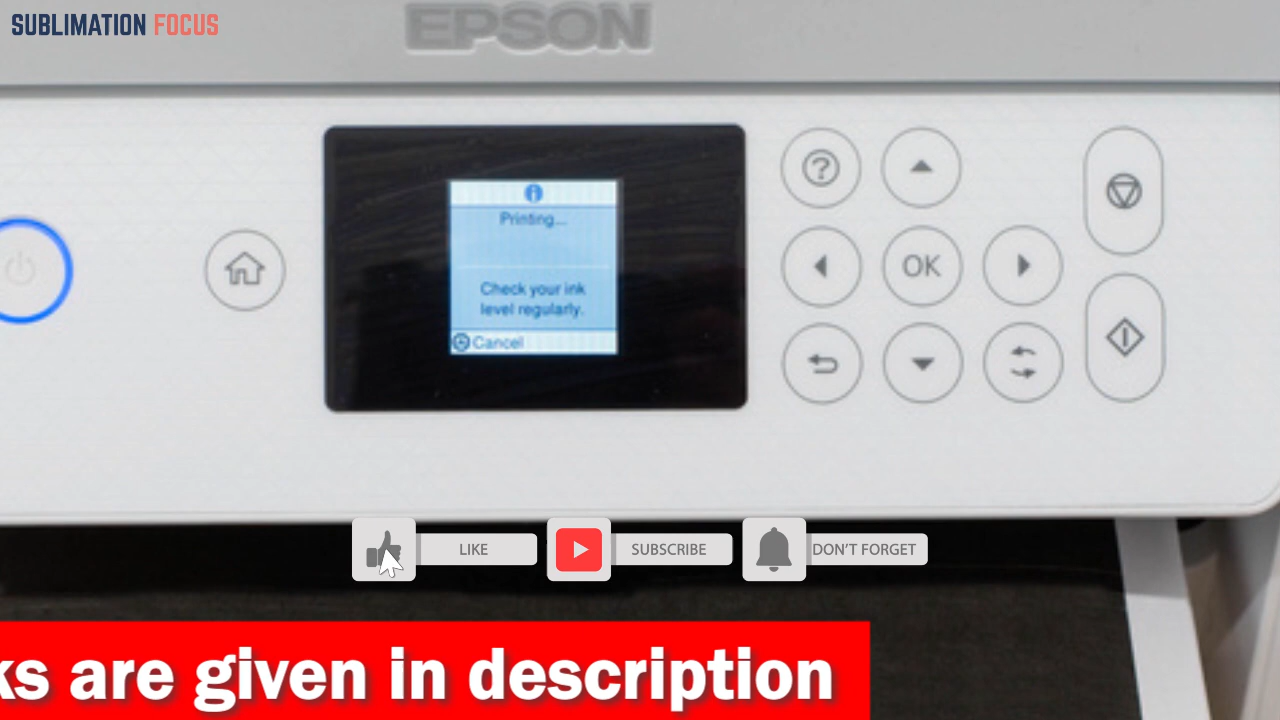 SUBLIMATION FOCUS
EPSON
Printing...
Check your ink
level regularly.
Cancel
OK
LIKE
SUBSCRIBE
DON'T FORGET
are given in description